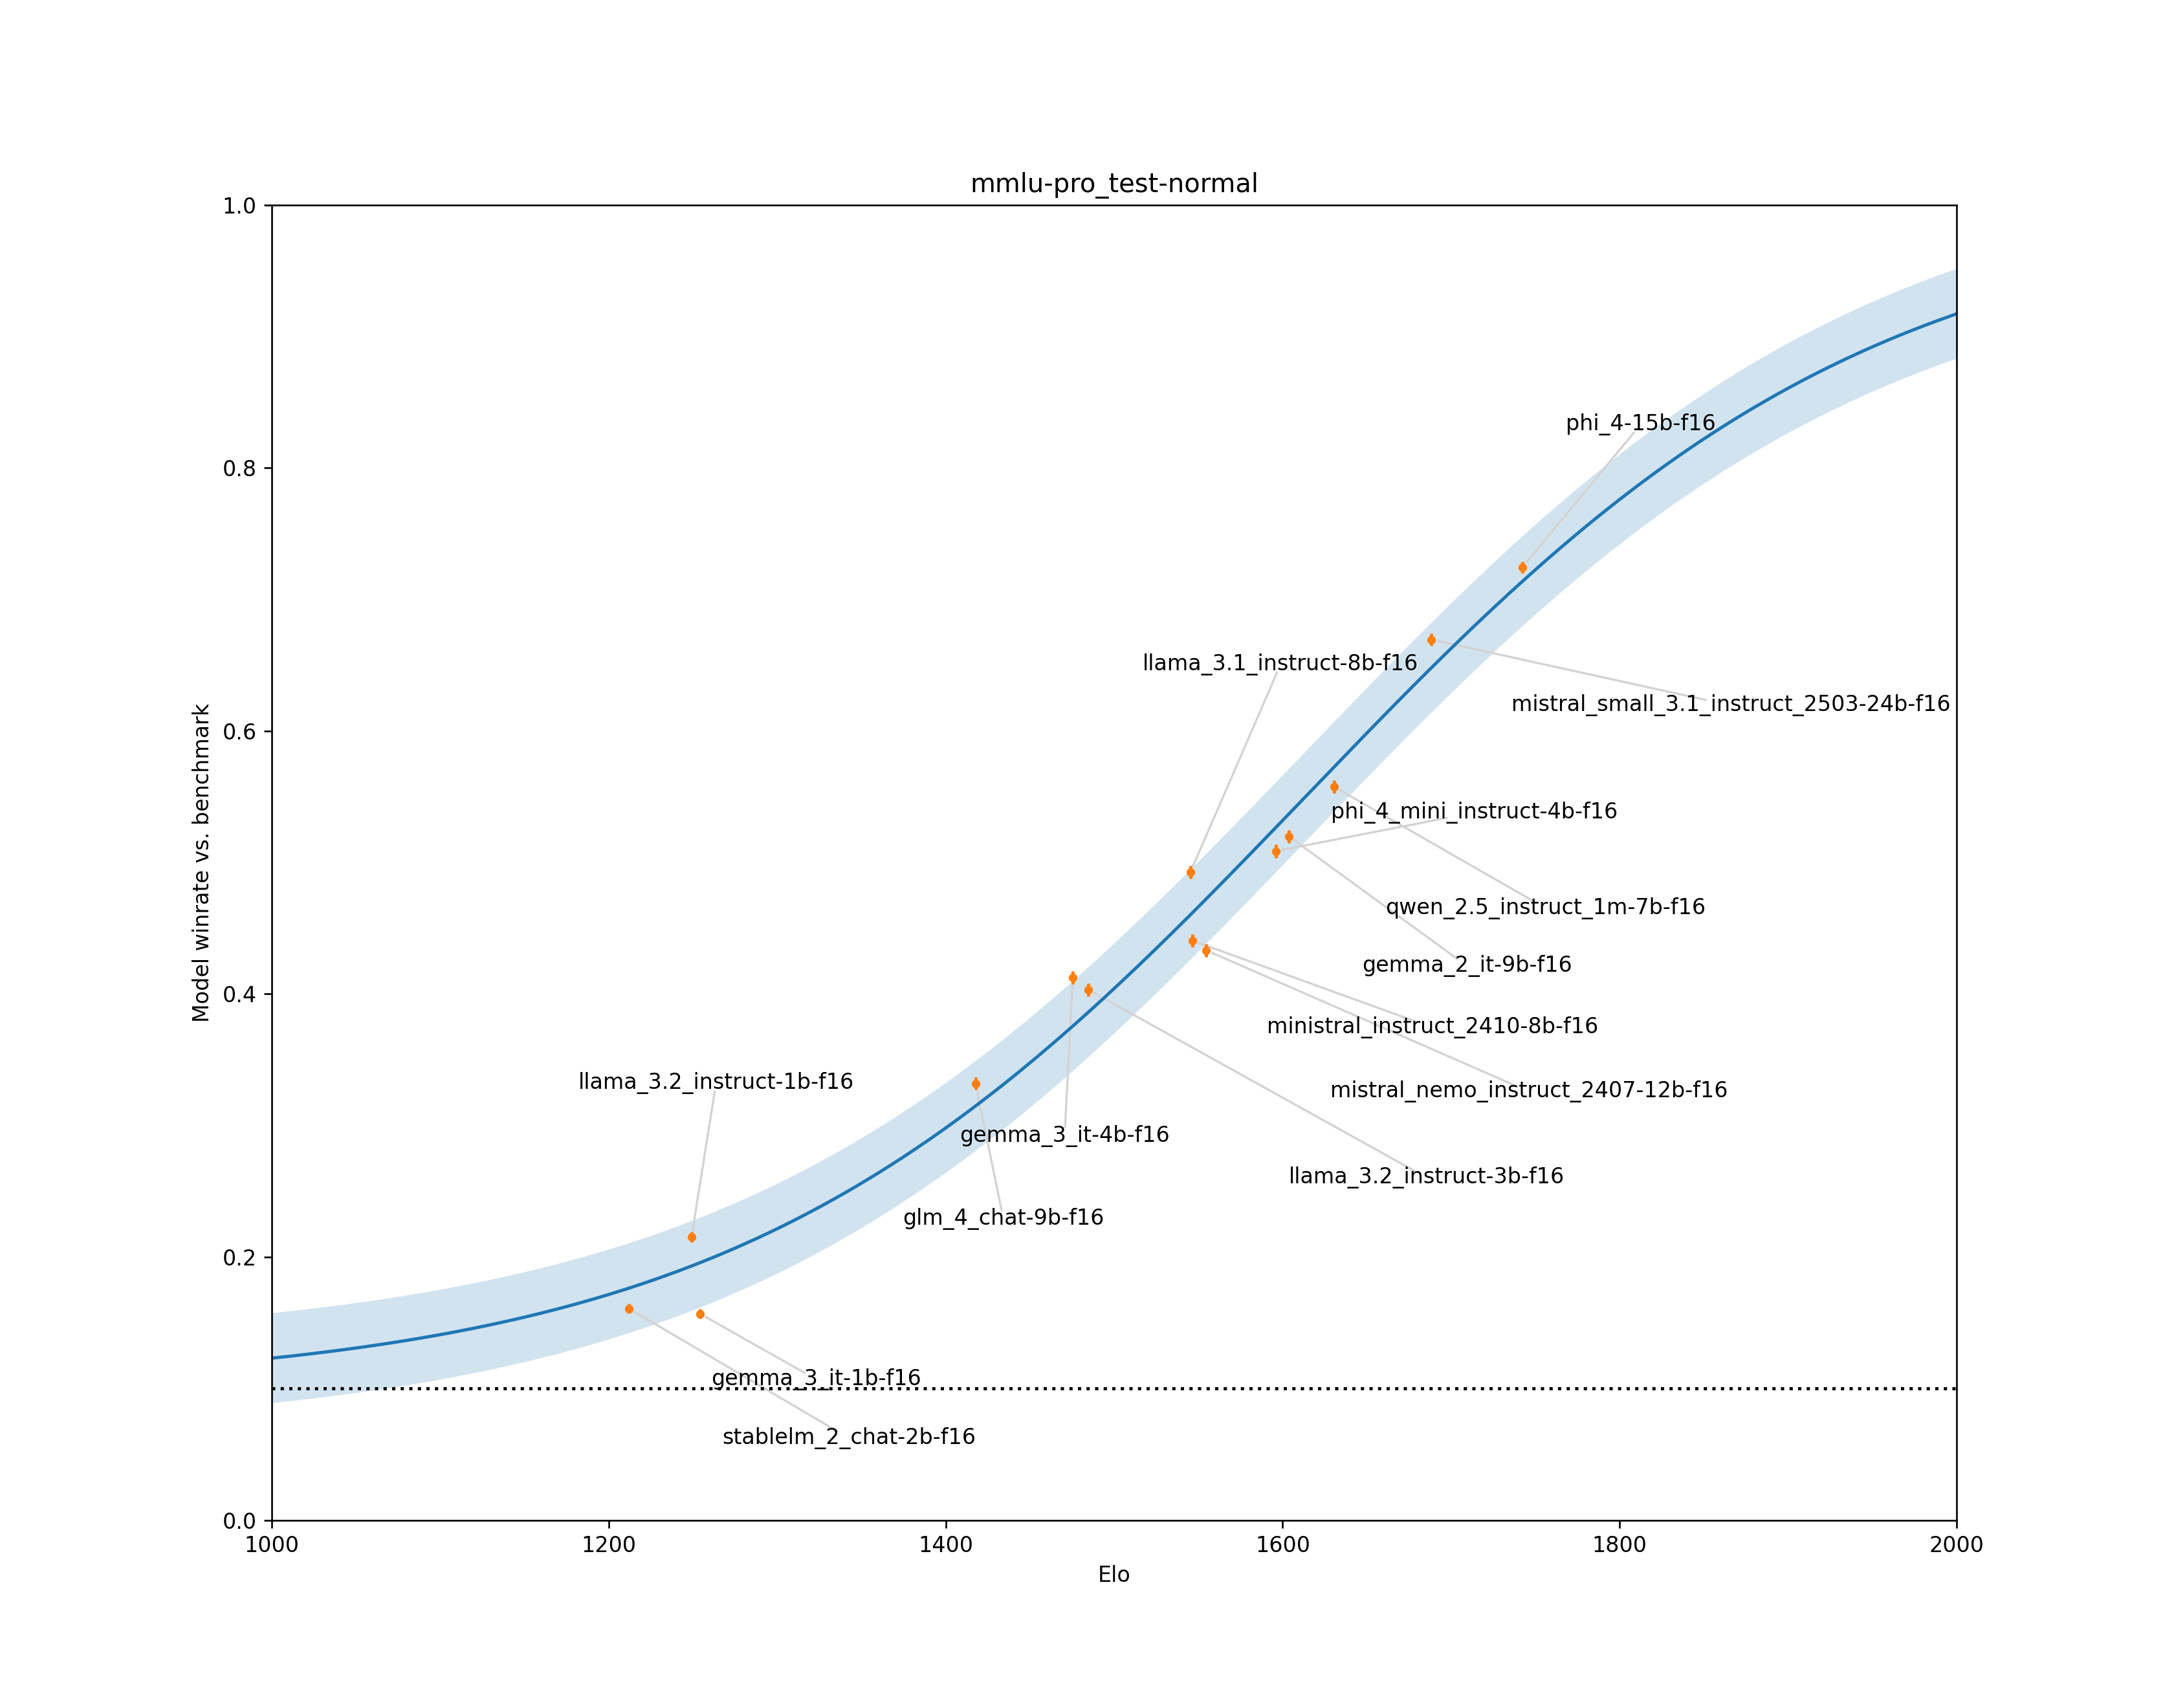 mmlu-pro_test-normal
1.0
0.8
0.6
0.4
0.2
0.0
Model winrate vs. benchmark
phi_4-15b-f16
llama_3.1_instruct-8b-f16
mistral_small_3.1_instruct_2503-24b-f16
phi_4_mini_instruct-4b-f16
qwen_2.5_instruct_1m-7b-f16
gemma_2_it-9b-f16
ministral_instruct_2410-8b-f16
llama_3.2_instruct-1b-f16
mistral_nemo_instruct_2407-12b-f16
gemma_3_it-4b-f16
llama_3.2_instruct-3b-f16
glm_4_chat-9b-f16
gemma_3_it-1b-f16
stablelm_2_chat-2b-f16
1000
1200
1400
1600
1800
2000
Elo